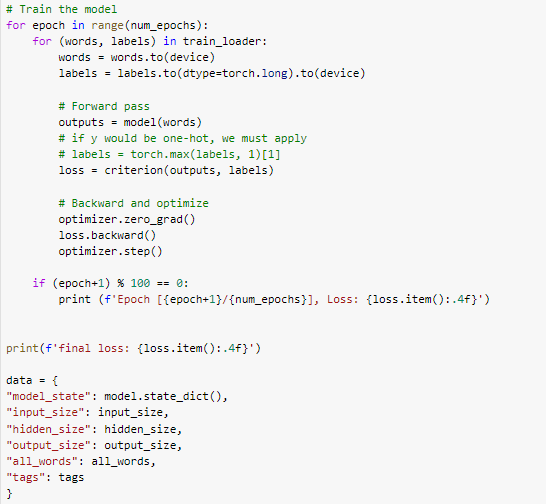 # Train the model
for epoch in range(num_epochs):
    for (words, labels) in train_loader:
        words = words.to(device)
        labels = labels.to(dtype=torch.long).to(device)

        # Forward pass
        outputs = model(words)
        # if y would be one-hot, we must apply
        # labels = torch.max(labels, 1)[1]
        loss = criterion(outputs, labels)

        # Backward and optimize
        optimizer.zero_grad()
        loss.backward()
        optimizer.step()

    if (epoch+1) % 100 == 0:
        print (f'Epoch [{epoch+1}/{num_epochs}], Loss: {loss.item():.4f}')


print(f'final loss: {loss.item():.4f}')

data = {
"model_state": model.state_dict(),
"input_size": input_size,
"hidden_size": hidden_size,
"output_size": output_size,
"all_words": all_words,
"tags": tags
}